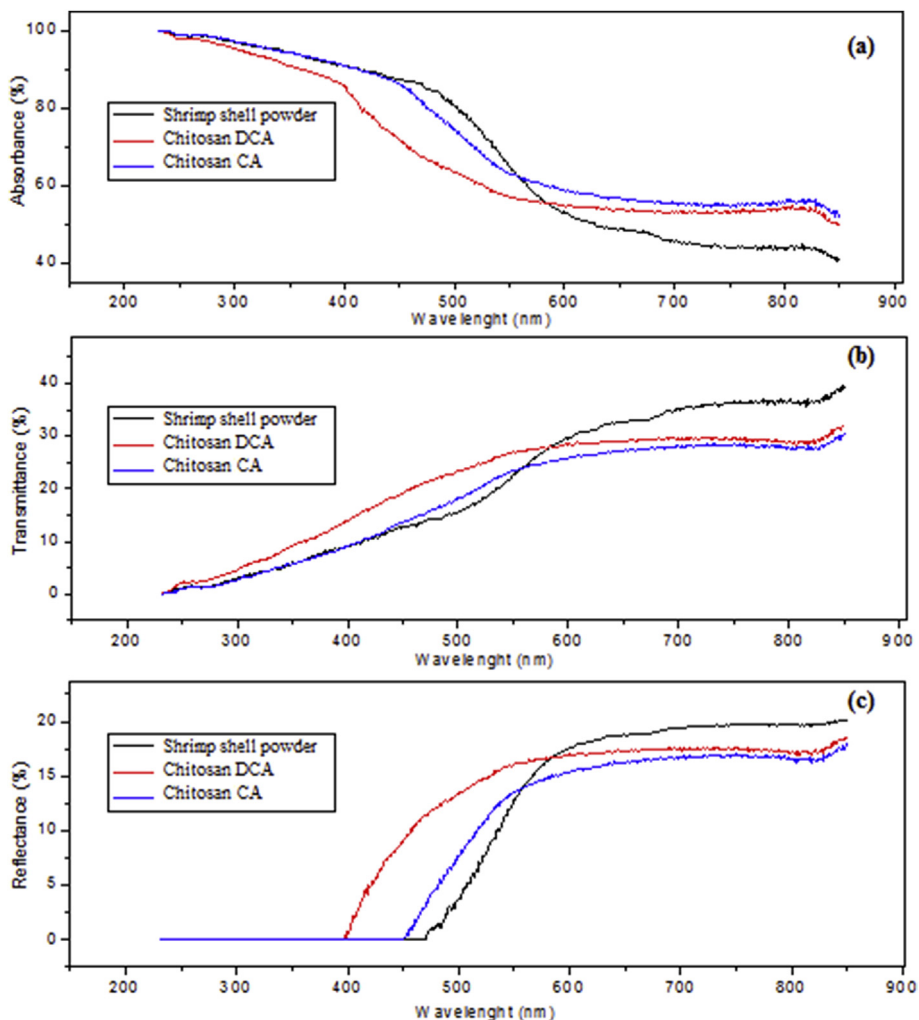 (a)
100
80
60
40
Absorbance (%)
Shrimp shell powder
Chitosan DCA
Chitosan CA
200 300 400 500 600 700 800 900
Wavelenght (nm)
(b)
40
30
20
10
0
Transmittance (%)
Shrimp shell powder
Chitosan DCA
Chitosan CA
200 300 400 500 600 700 800 900
Wavelenght (nm)
(c)
20
15
10
5
0
Reflectance (%)
Shrimp shell powder
Chitosan DCA
Chitosan CA
200 300 400 500 600 700 800 900
Wavelenght (nm)